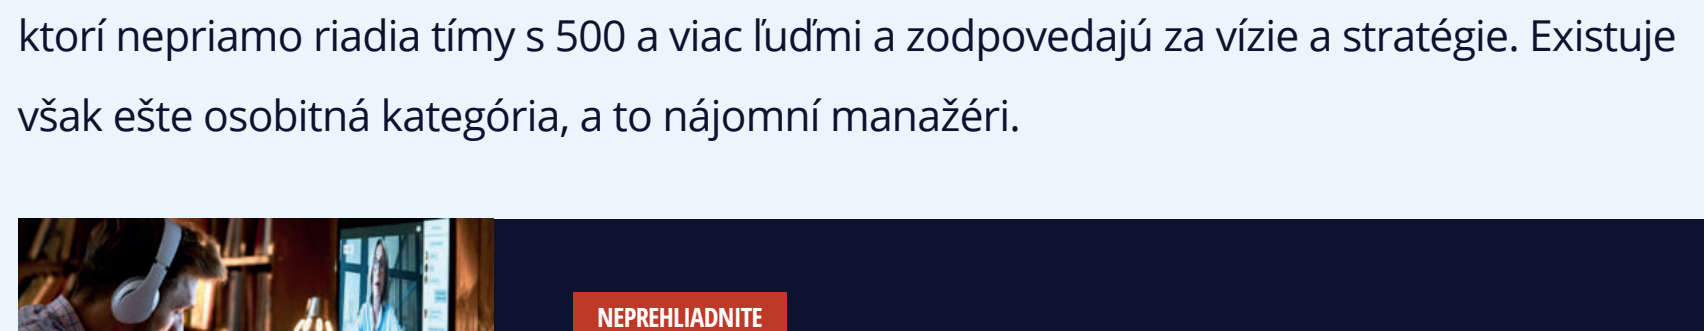 ktorí nepriamo riadia tímy s 500 a viac ľuďmi a zodpovedajú za vízie a stratégie. Existuje
však ešte osobitná kategória, a to nájomní manažéri.
NEPREHLIADNITE